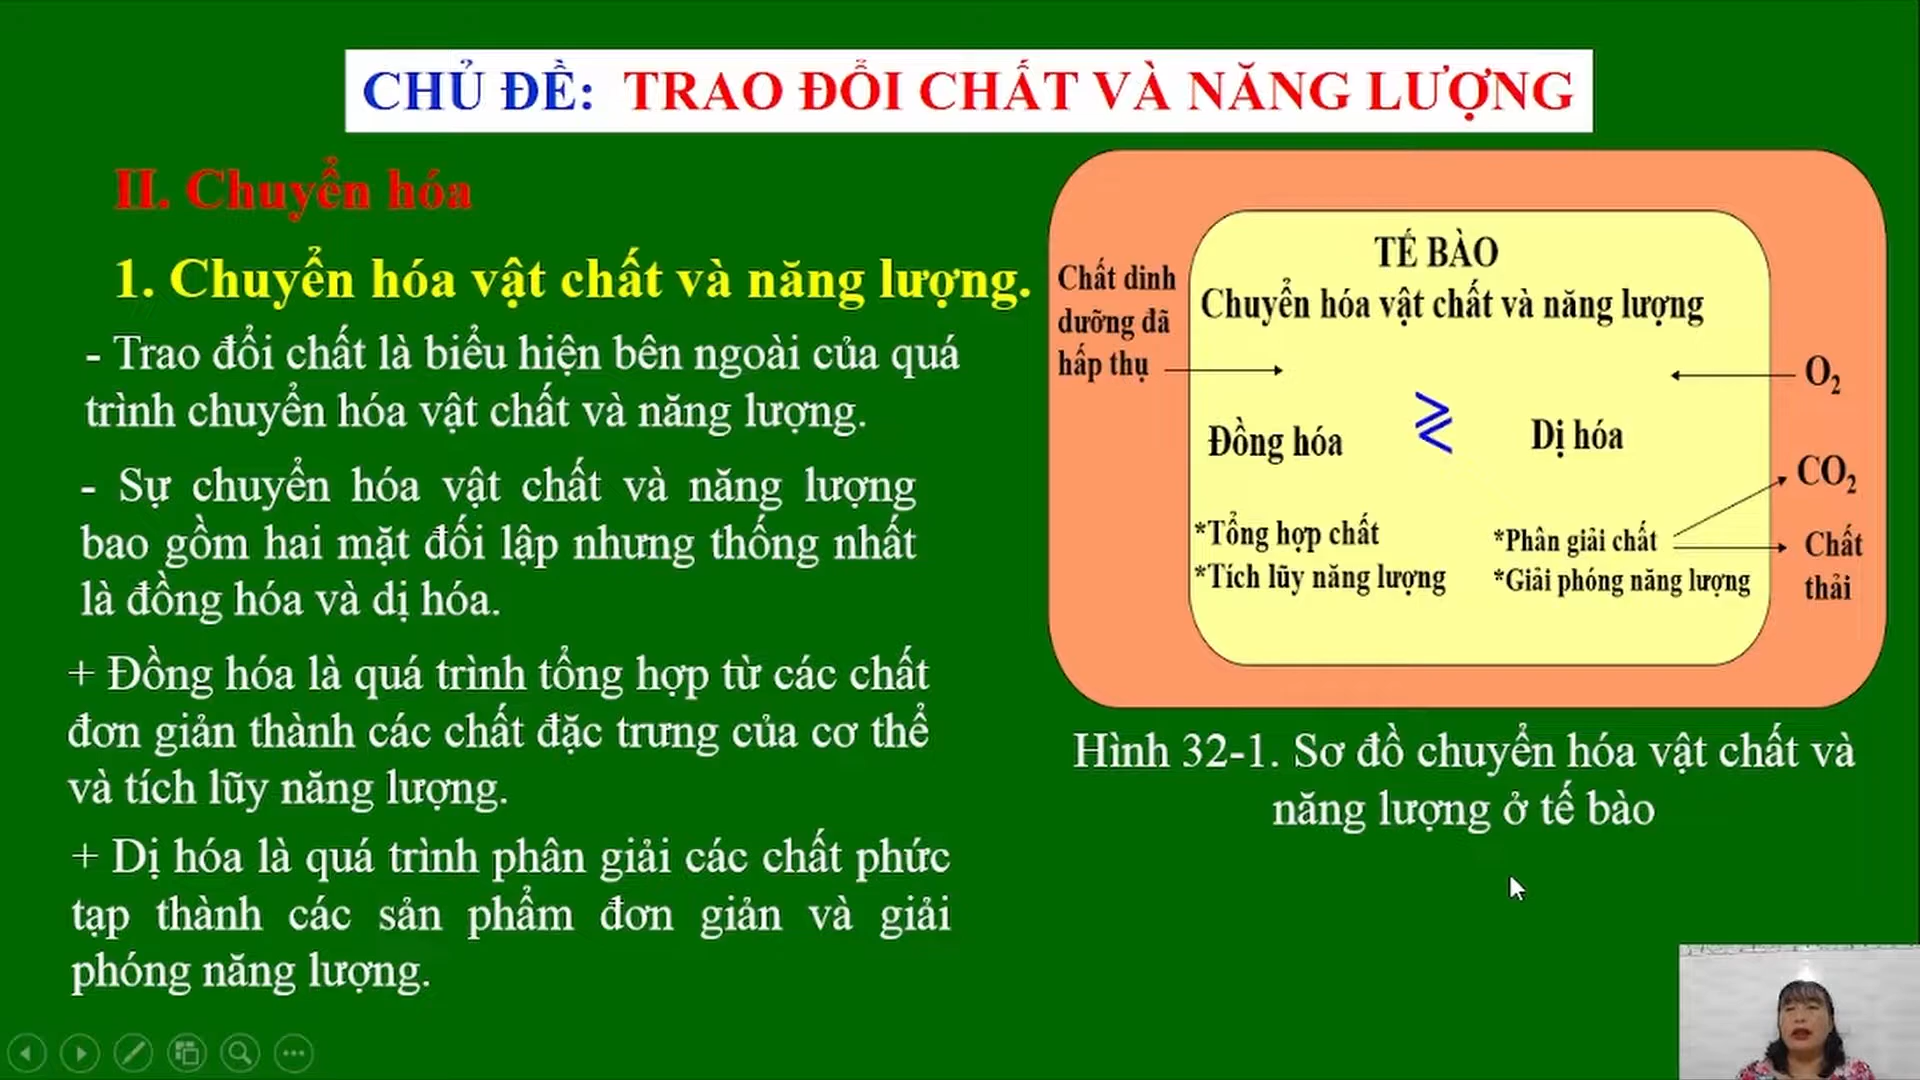 CHỦ ĐỀ: TRAO ĐỔI CHẤT VÀ NĂNG LƯỢNG
II. Chuyển hóa
1. Chuyển hóa vật chất và năng lượng.
- Trao đổi chất là biểu hiện bên ngoài của quá
trình chuyển hóa vật chất và năng lượng.
- Sự chuyển hóa vật chất và năng lượng
bao gồm hai mặt đối lập nhưng thống nhất
là đồng hóa và dị hóa.
+ Đồng hóa là quá trình tổng hợp từ các chất
đơn giản thành các chất đặc trưng của cơ thể
và tích lũy năng lượng.
+ Dị hóa là quá trình phân giải các chất phức
tạp thành các sản phẩm đơn giản và giải
phóng năng lượng.
TẾ BÀO
Chuyển hóa vật chất và năng lượng
Chất dinh
dưỡng đã
hấp thụ
O₂
Đồng hóa
≷
Dị hóa
CO₂
*Tổng hợp chất
*Tích lũy năng lượng
*Phân giải chất
*Giải phóng năng lượng
Chất
thải
Hình 32-1. Sơ đồ chuyển hóa vật chất và
năng lượng ở tế bào